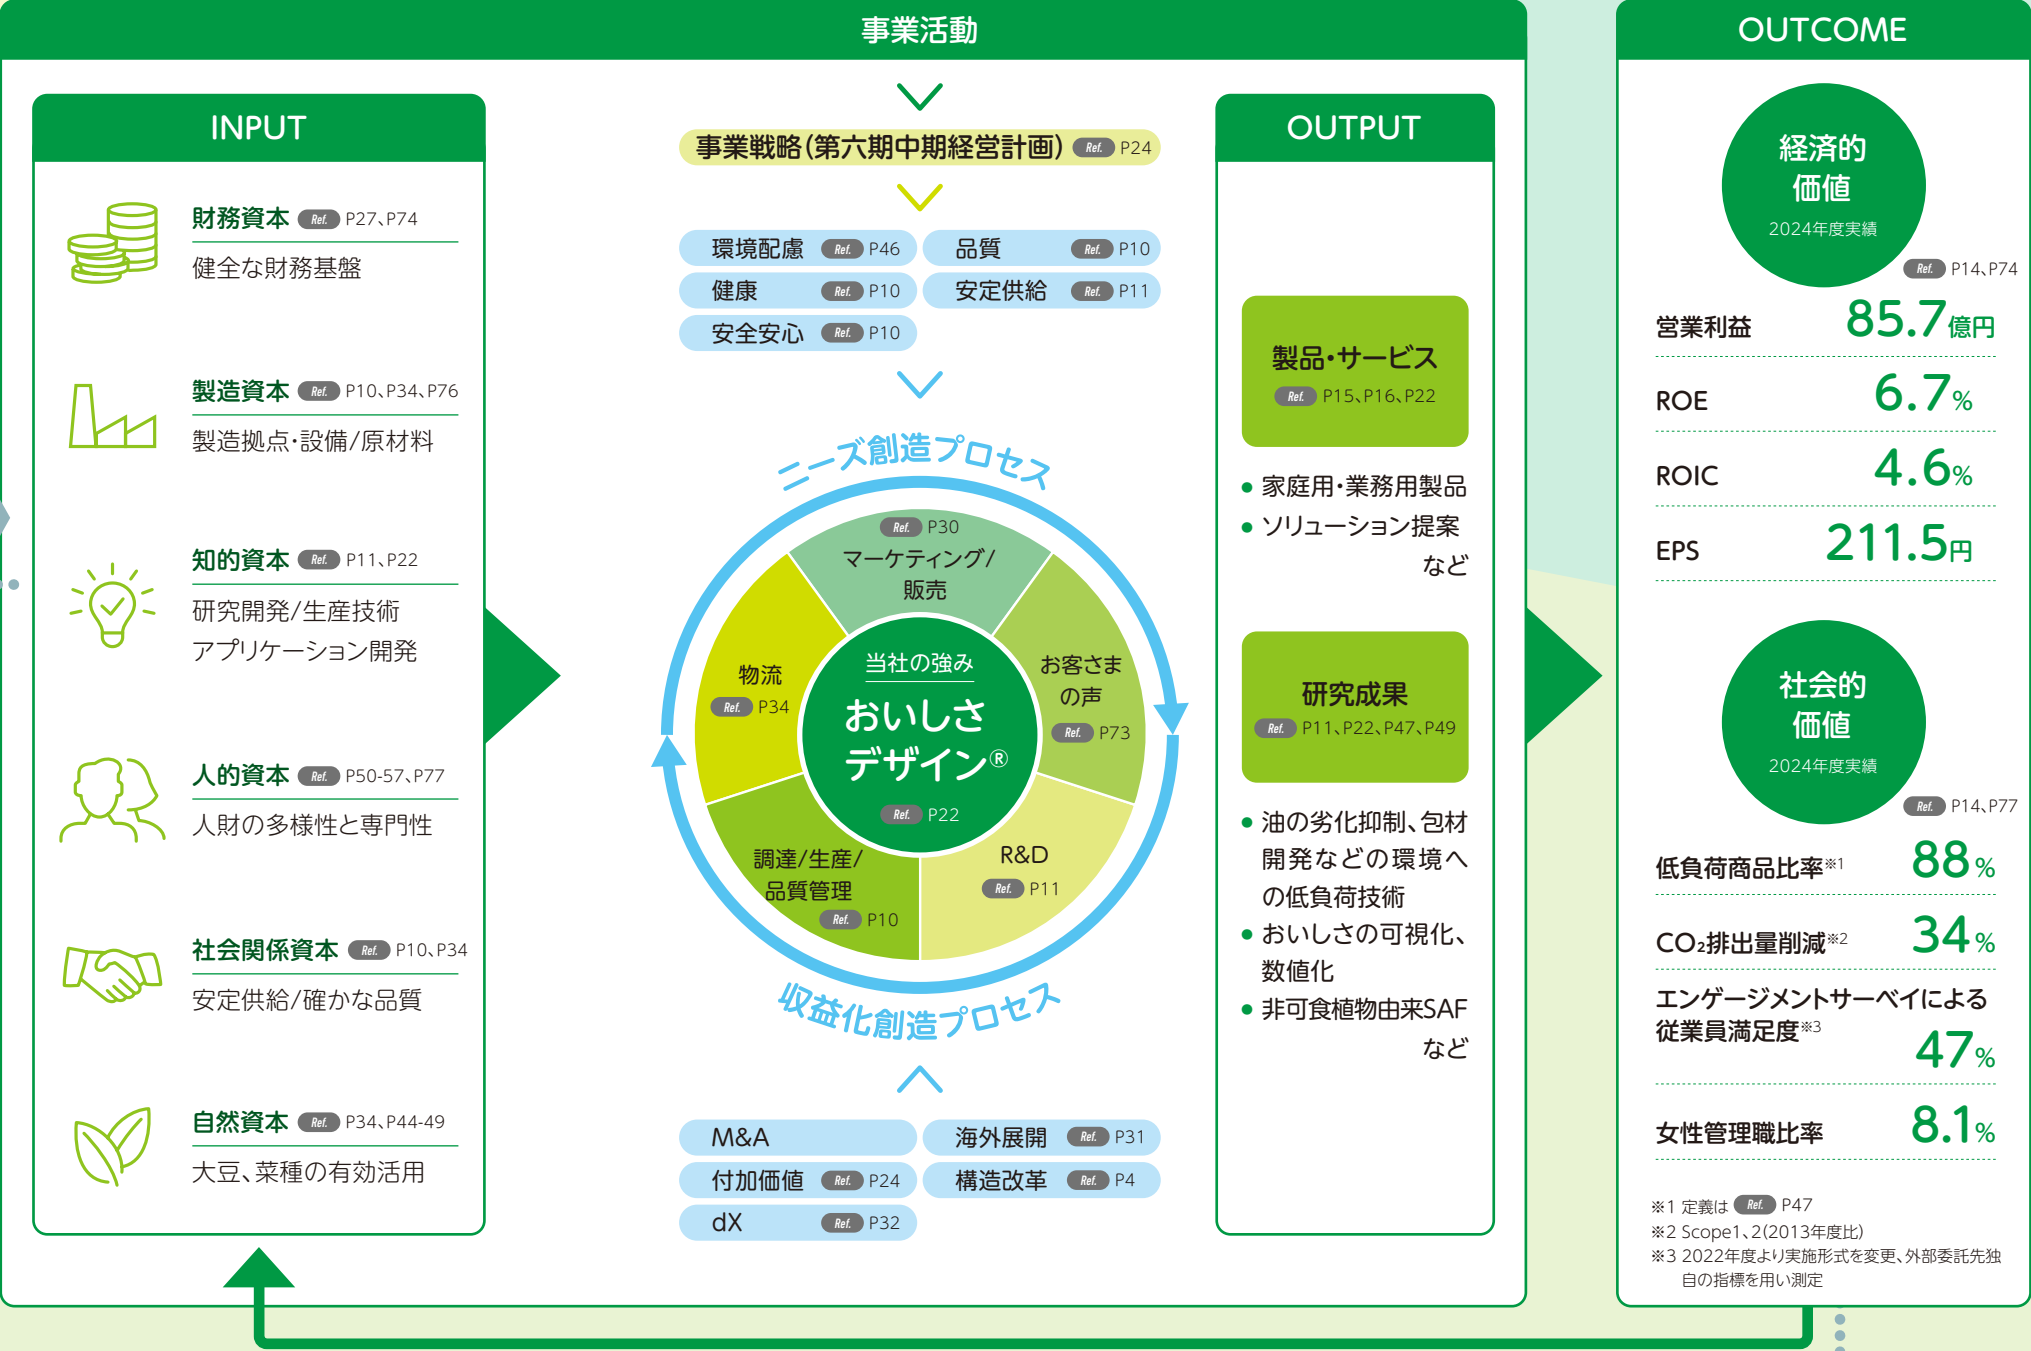 事業活動
INPUT
財務資本 Ref. P27、P74
健全な財務基盤
製造資本 Ref. P10、P34、P76
製造拠点・設備/原材料
知的資本 Ref. P11、P22
研究開発/生産技術
アプリケーション開発
人的資本 Ref. P50-57、P77
人財の多様性と専門性
社会関係資本 Ref. P10、P34
安定供給/確かな品質
自然資本 Ref. P34、P44-49
大豆、菜種の有効活用
事業戦略(第六期中期経営計画) Ref. P24
環境配慮 Ref. P46
品質 Ref. P10
健康 Ref. P10
安定供給 Ref. P11
安全安心 Ref. P10
ニーズ創造プロセス
Ref. P30
マーケティング/
販売
お客さま
の声
Ref. P73
R&D
Ref. P11
調達/生産/
品質管理
Ref. P10
物流
Ref. P34
当社の強み
おいしさ
デザイン®
Ref. P22
収益化創造プロセス
M&A
海外展開 Ref. P31
付加価値 Ref. P24
構造改革 Ref. P4
dX Ref. P32
OUTPUT
製品・サービス
Ref. P15、P16、P22
● 家庭用・業務用製品
● ソリューション提案
など
研究成果
Ref. P11、P22、P47、P49
● 油の劣化抑制、包材
開発などの環境へ
の低負荷技術
● おいしさの可視化、
数値化
● 非可食植物由来SAF
など
OUTCOME
経済的
価値
2024年度実績
Ref. P14、P74
営業利益 85.7億円
ROE 6.7%
ROIC 4.6%
EPS 211.5円
社会的
価値
2024年度実績
Ref. P14、P77
低負荷商品比率※1 88%
CO₂排出量削減※2 34%
エンゲージメントサーベイによる
従業員満足度※3
47%
女性管理職比率 8.1%
※1 定義は Ref. P47
※2 Scope1、2(2013年度比)
※3 2022年度より実施形式を変更、外部委託先独
自の指標を用い測定